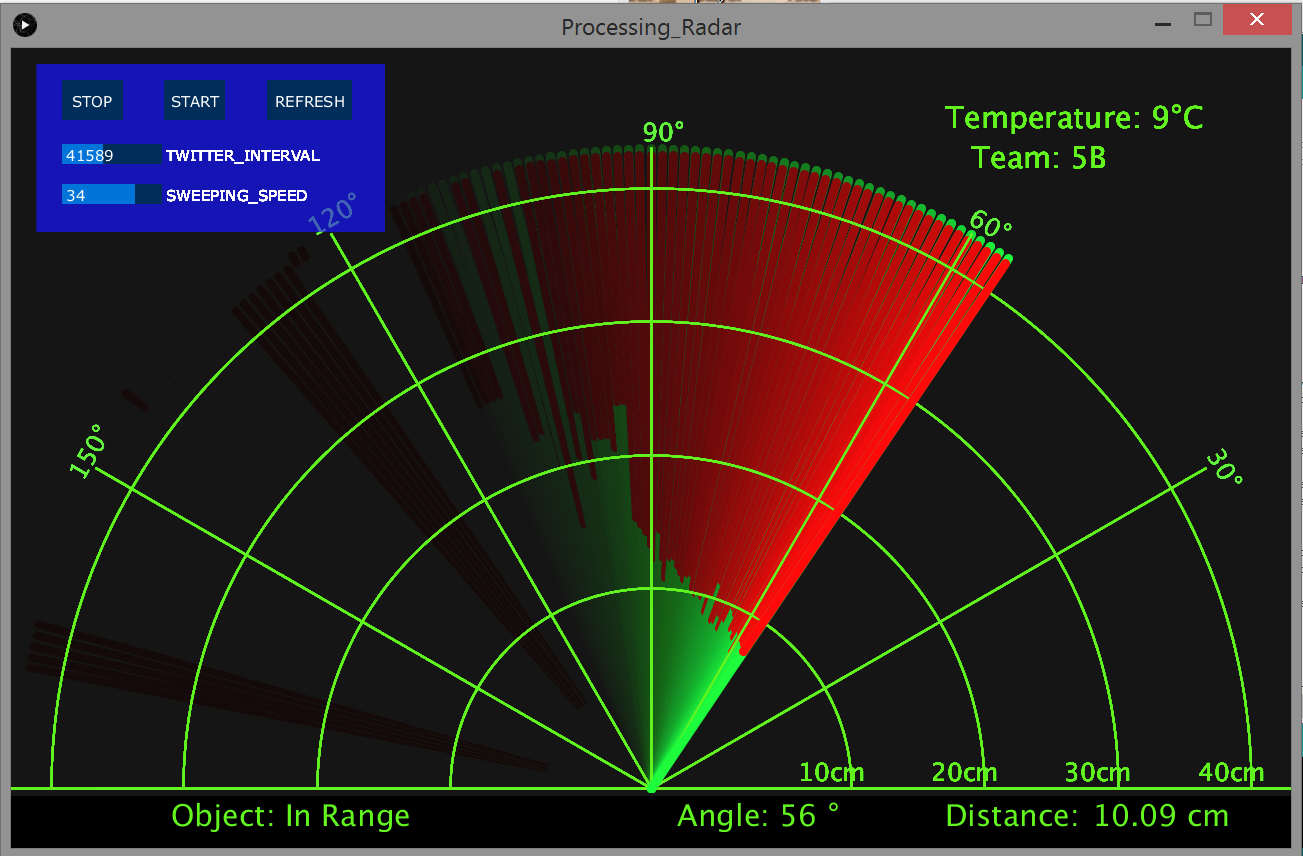 Processing_Radar
STOP START REFRESH
41589 TWITTER_INTERVAL
34 SWEEPING_SPEED
Temperature: 9°C
Team: 5B
90°
120°
60°
150°
30°
10cm 20cm 30cm 40cm
Object: In Range Angle: 56 ° Distance: 10.09 cm